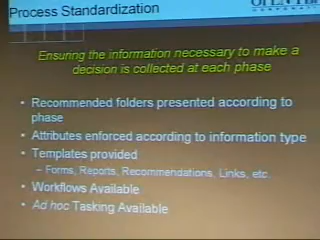 Process Standardization
OPEN TEXT
Ensuring the information necessary to make a
decision is collected at each phase
• Recommended folders presented according to
phase
• Attributes enforced according to information type
• Templates provided
– Forms, Reports, Recommendations, Links, etc.
• Workflows Available
• Ad hoc Tasking Available